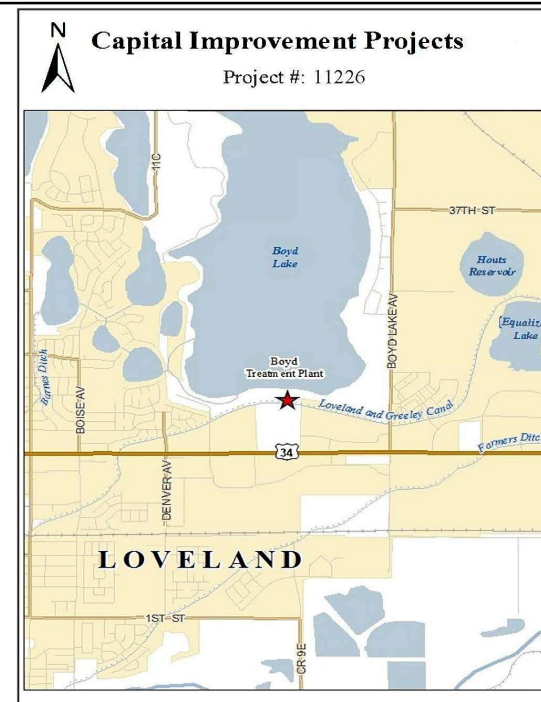 N
Capital Improvement Projects
Project #: 11226
11C
37TH ST
Boyd
Lake
Houts
Reservoir
Equaliz
Lake
BOYD LAKE AV
Barnes Ditch
BOISE AV
Boyd
Treatment Plant
Loveland and Greeley Canal
Farmers Ditc
34
DENVER AV
LOVELAND
1ST ST
CR 9E